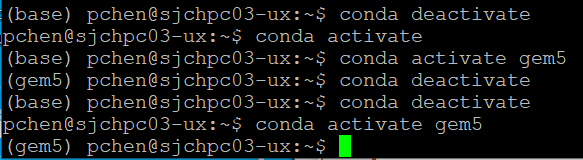 (base) pchen@sjchpc03-ux:~$ conda deactivate
pchen@sjchpc03-ux:~$ conda activate
(base) pchen@sjchpc03-ux:~$ conda activate gem5
(gem5) pchen@sjchpc03-ux:~$ conda deactivate
(base) pchen@sjchpc03-ux:~$ conda deactivate
pchen@sjchpc03-ux:~$ conda activate gem5
(gem5) pchen@sjchpc03-ux:~$